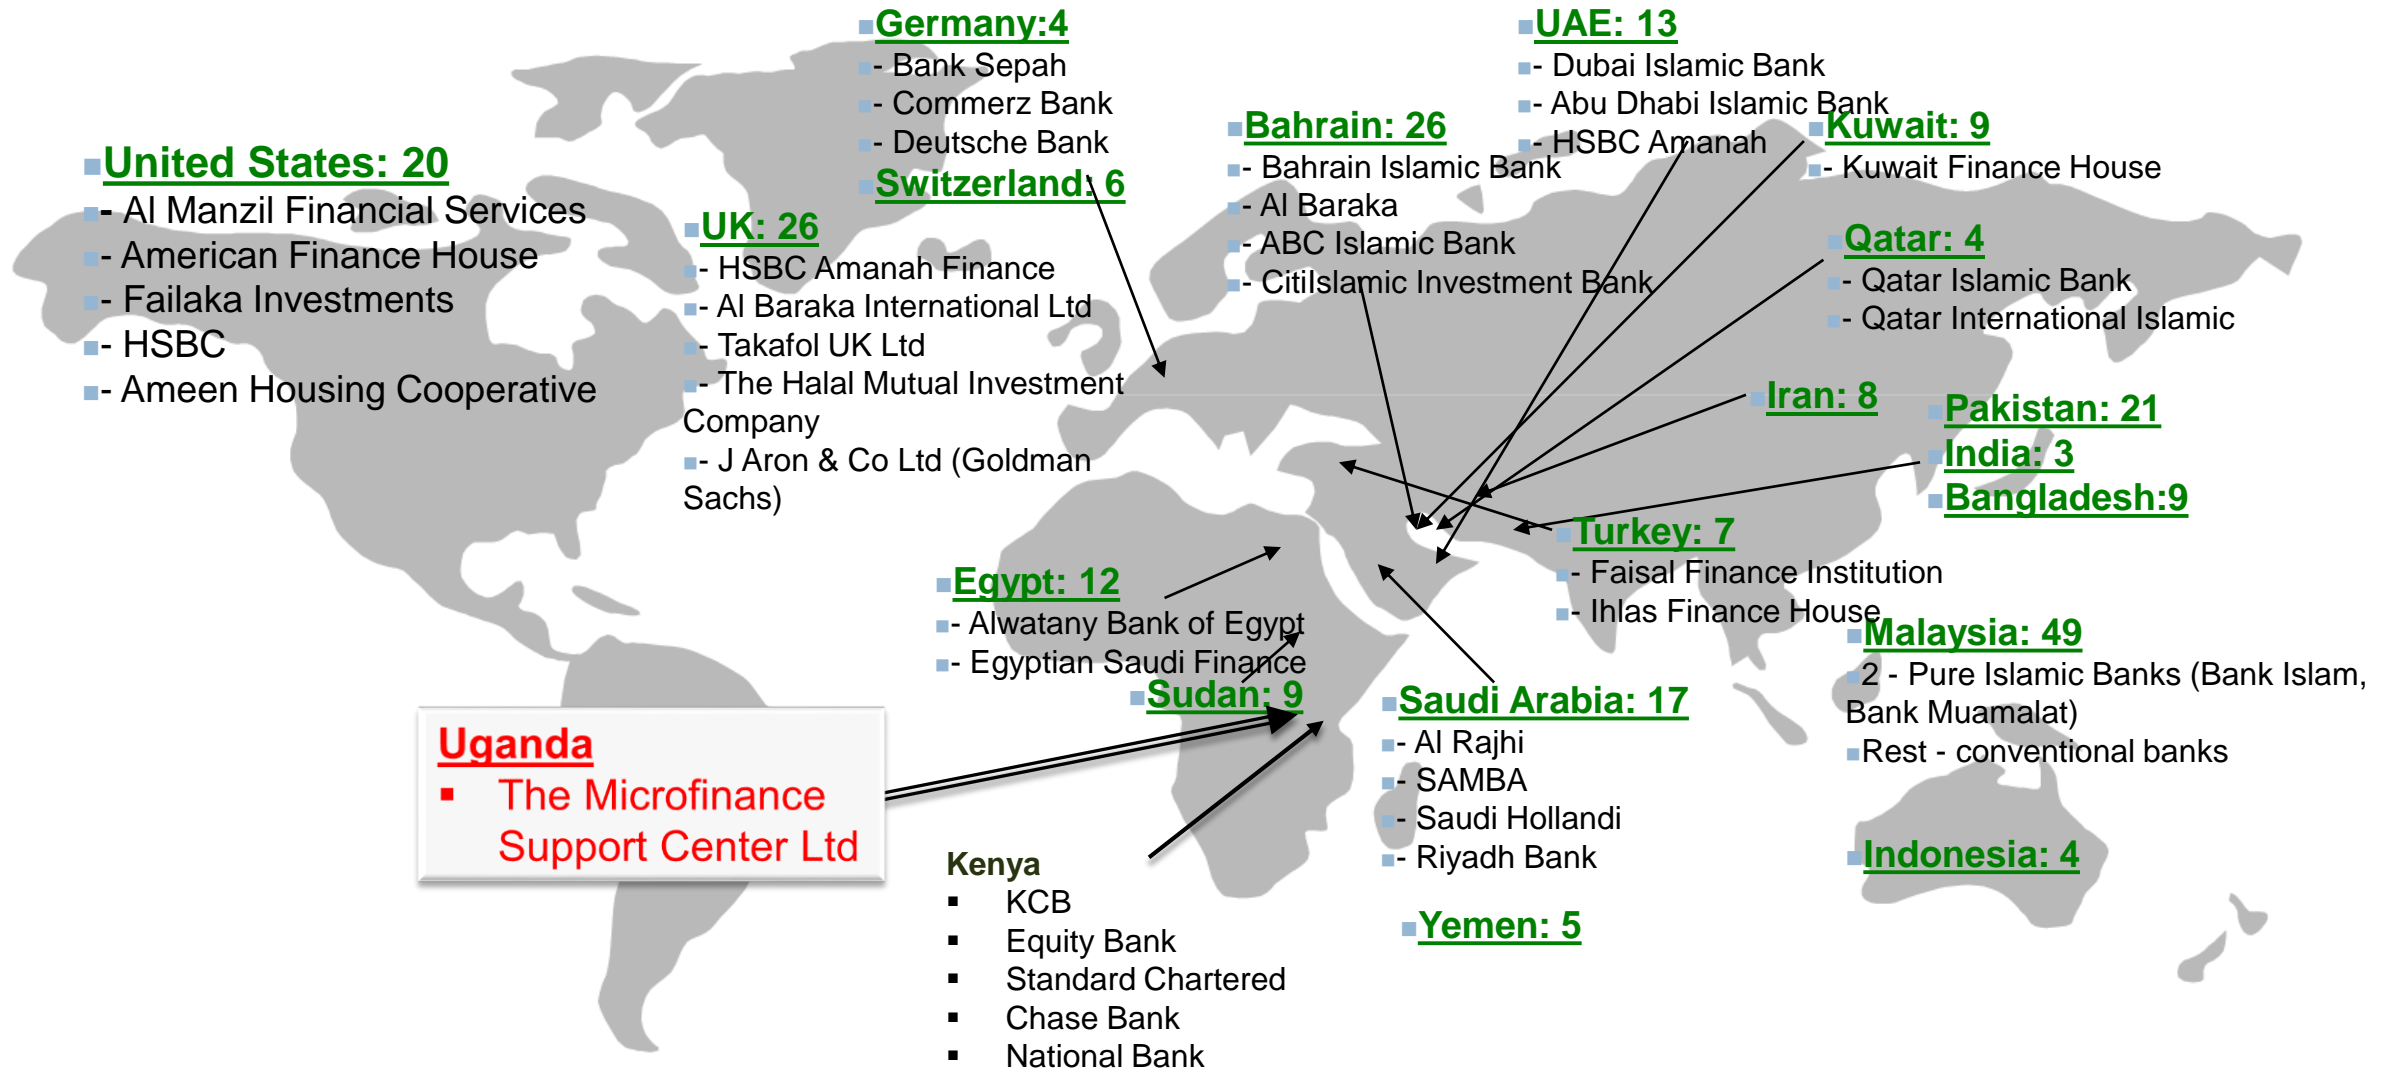 Germany:4
- Bank Sepah
- Commerz Bank
- Deutsche Bank
Switzerland: 6
UAE: 13
- Dubai Islamic Bank
- Abu Dhabi Islamic Bank
- HSBC Amanah
Bahrain: 26
- Bahrain Islamic Bank
- Al Baraka
- ABC Islamic Bank
- CitiIslamic Investment Bank
Kuwait: 9
- Kuwait Finance House
United States: 20
- Al Manzil Financial Services
- American Finance House
- Failaka Investments
- HSBC
- Ameen Housing Cooperative
UK: 26
- HSBC Amanah Finance
- Al Baraka International Ltd
- Takafol UK Ltd
- The Halal Mutual Investment
Company
- J Aron & Co Ltd (Goldman
Sachs)
Qatar: 4
- Qatar Islamic Bank
- Qatar International Islamic
Iran: 8
Pakistan: 21
India: 3
Bangladesh:9
Turkey: 7
- Faisal Finance Institution
- Ihlas Finance House
Egypt: 12
- Alwatany Bank of Egypt
- Egyptian Saudi Finance
Sudan: 9
Malaysia: 49
2 - Pure Islamic Banks (Bank Islam,
Bank Muamalat)
Rest - conventional banks
Saudi Arabia: 17
- Al Rajhi
- SAMBA
- Saudi Hollandi
- Riyadh Bank
Uganda
▪ The Microfinance
Support Center Ltd
Kenya
▪ KCB
▪ Equity Bank
▪ Standard Chartered
▪ Chase Bank
▪ National Bank
Indonesia: 4
Yemen: 5